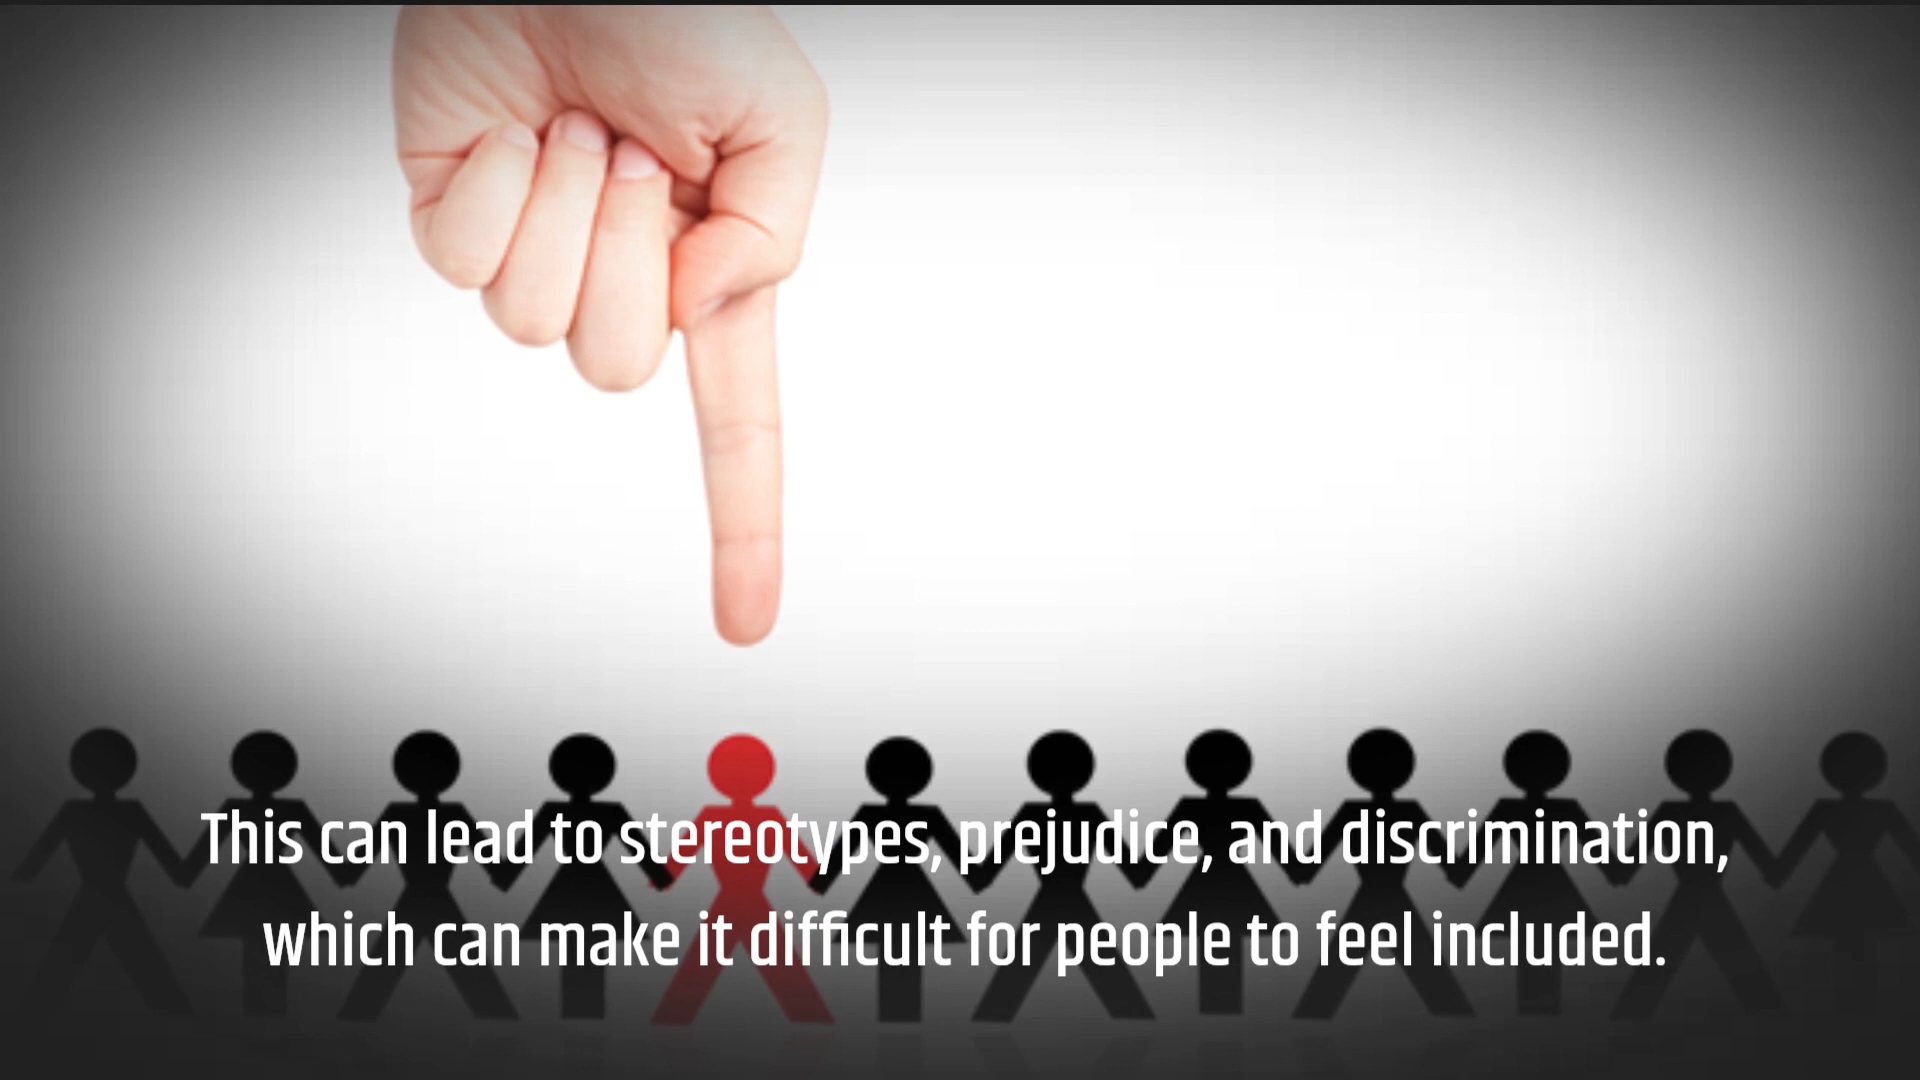 This can lead to stereotypes, prejudice, and discrimination,
which can make it difficult for people to feel included.